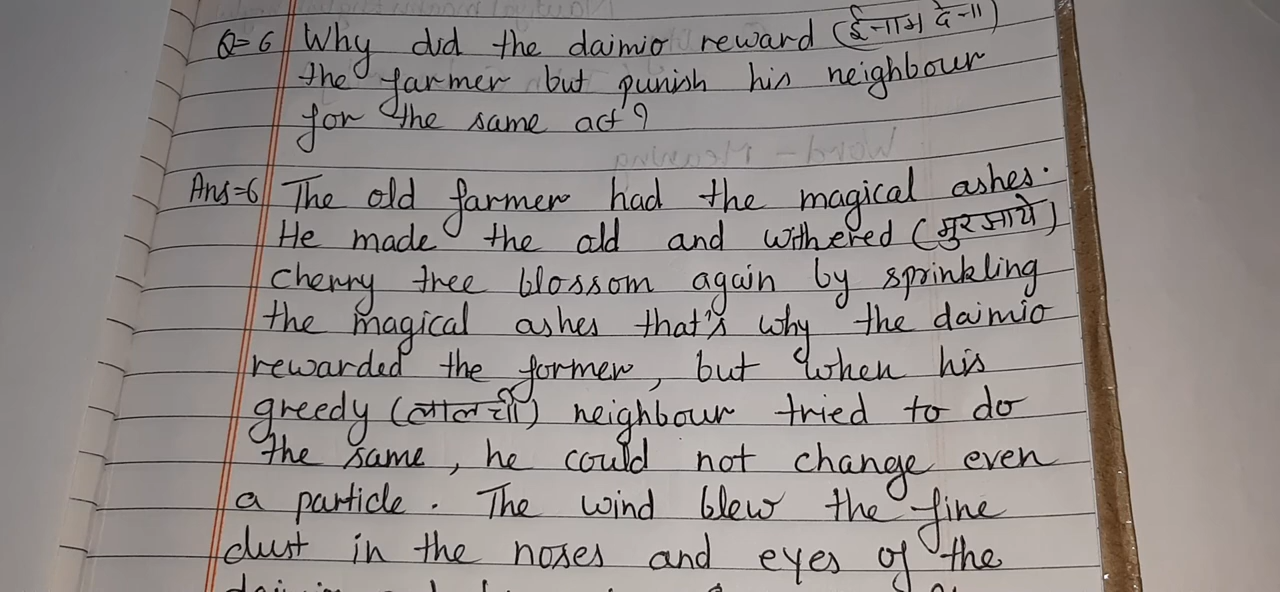 Q=6 Why did the daimio reward (ईनाम देना)
the farmer but punish his neighbour
for the same act?
Word - Meaning
Ans=6 The old farmer had the magical ashes.
He made the old and withered (मुरझाये)
cherry tree blossom again by sprinkling
the magical ashes that's why the daimio
rewarded the former, but when his
greedy (लालची) neighbour tried to do
the same, he could not change even
a particle. The wind blew the fine
dust in the noses and eyes of the